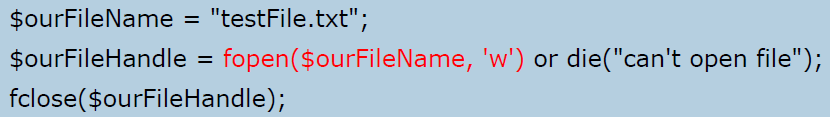 $ourFileName = "testFile.txt";
$ourFileHandle = fopen($ourFileName, 'w') or die("can't open file");
fclose($ourFileHandle);